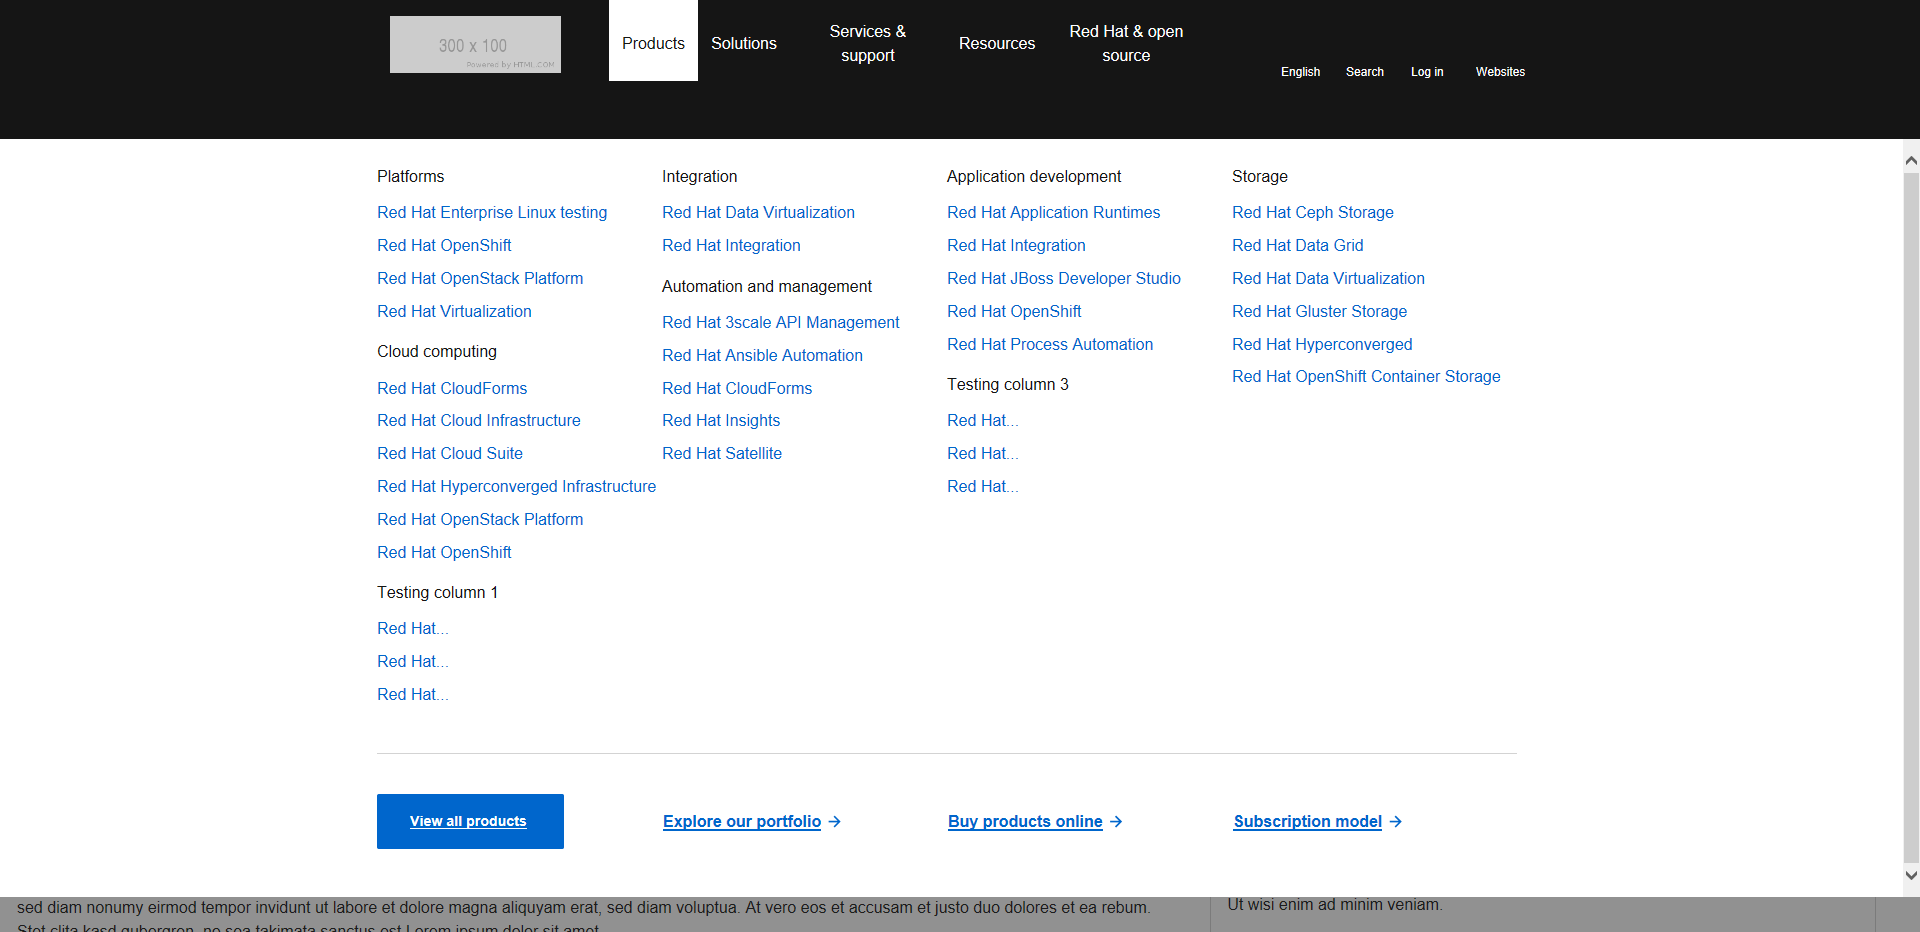 300 x 100
Powered by HTML.COM
Products
Solutions
Services &
support
Resources
Red Hat & open
source
English
Search
Log in
Websites
Platforms
Red Hat Enterprise Linux testing
Red Hat OpenShift
Red Hat OpenStack Platform
Red Hat Virtualization
Cloud computing
Red Hat CloudForms
Red Hat Cloud Infrastructure
Red Hat Cloud Suite
Red Hat Hyperconverged Infrastructure
Red Hat OpenStack Platform
Red Hat OpenShift
Testing column 1
Red Hat...
Red Hat...
Red Hat...
Integration
Red Hat Data Virtualization
Red Hat Integration
Automation and management
Red Hat 3scale API Management
Red Hat Ansible Automation
Red Hat CloudForms
Red Hat Insights
Red Hat Satellite
Application development
Red Hat Application Runtimes
Red Hat Integration
Red Hat JBoss Developer Studio
Red Hat OpenShift
Red Hat Process Automation
Testing column 3
Red Hat...
Red Hat...
Red Hat...
Storage
Red Hat Ceph Storage
Red Hat Data Grid
Red Hat Data Virtualization
Red Hat Gluster Storage
Red Hat Hyperconverged
Red Hat OpenShift Container Storage
View all products
Explore our portfolio
Buy products online
Subscription model
sed diam nonumy eirmod tempor invidunt ut labore et dolore magna aliquyam erat, sed diam voluptua. At vero eos et accusam et justo duo dolores et ea rebum.
Stet clita kasd gubergren, no sea takimata sanctus est Lorem ipsum dolor sit amet.
Ut wisi enim ad minim veniam.